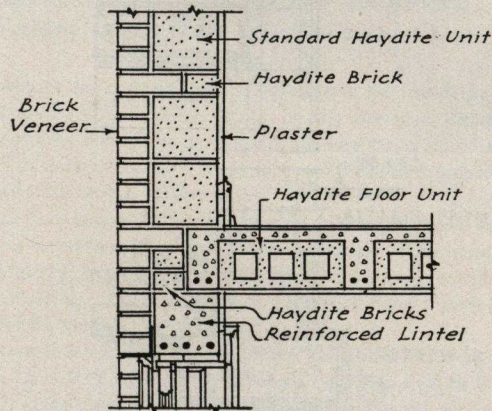 Standard Haydite Unit
Haydite Brick
Brick
Veneer
Plaster
Haydite Floor Unit
Haydite Bricks
Reinforced Lintel